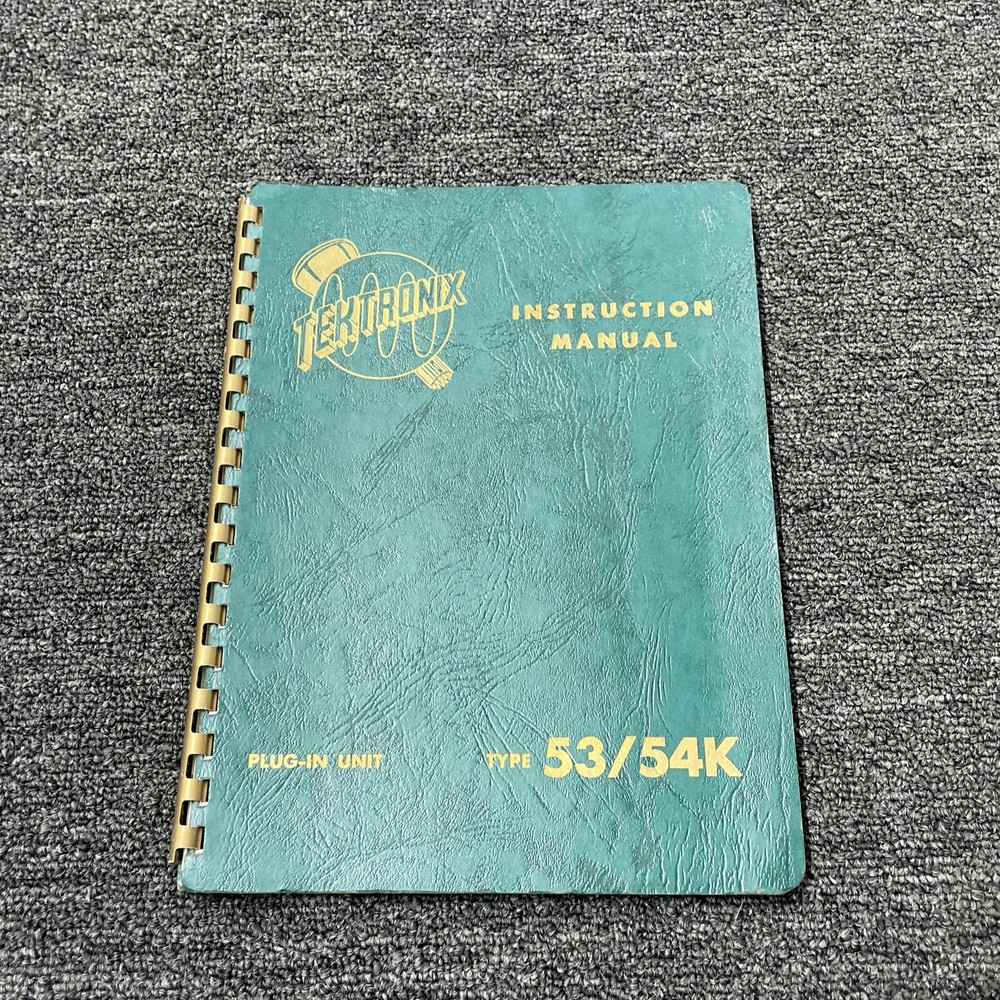 TEKTRONIX
INSTRUCTION
MANUAL
PLUG-IN UNIT TYPE 53/54K